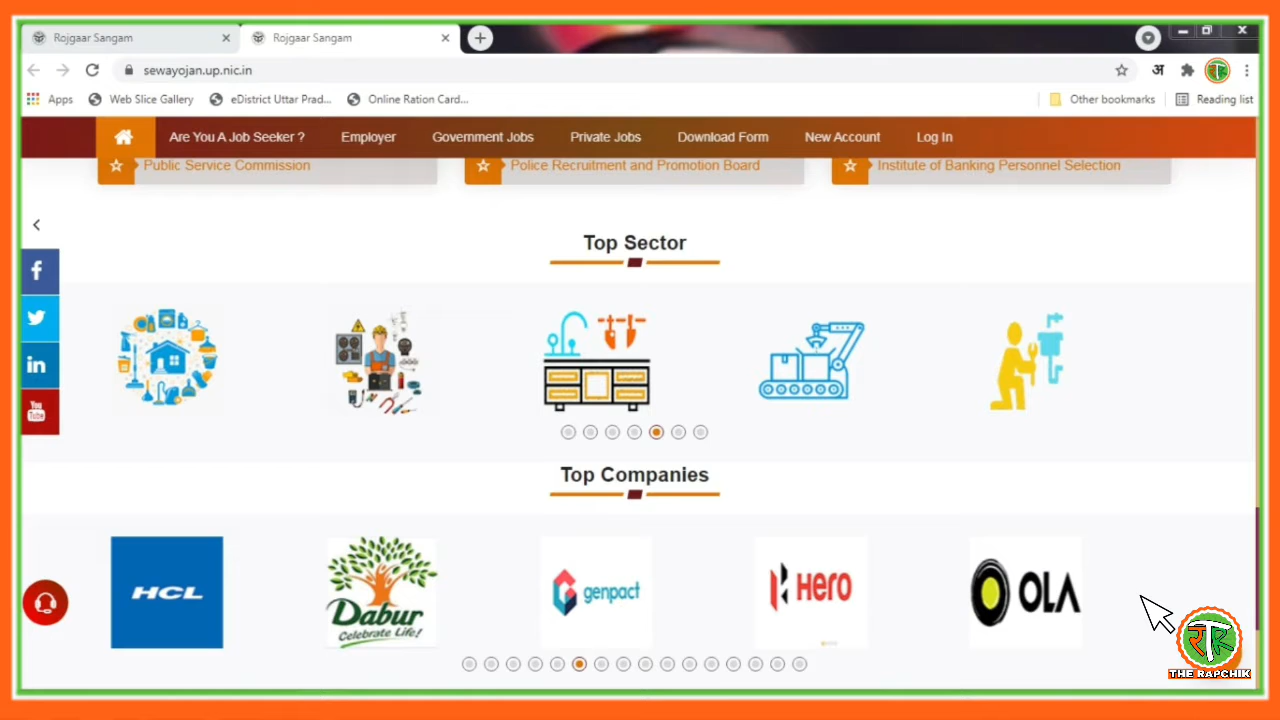 Rojgaar Sangam
Rojgaar Sangam
sewayojan.up.nic.in
अ
Apps
Web Slice Gallery
eDistrict Uttar Prad...
Online Ration Card...
Other bookmarks
Reading list
Are You A Job Seeker ?
Employer
Government Jobs
Private Jobs
Download Form
New Account
Log In
Public Service Commission
Police Recruitment and Promotion Board
Institute of Banking Personnel Selection
Top Sector
Top Companies
HCL
Dabur
Celebrate Life!
genpact
Hero
OLA
You
Tube
THE RAPCHIK